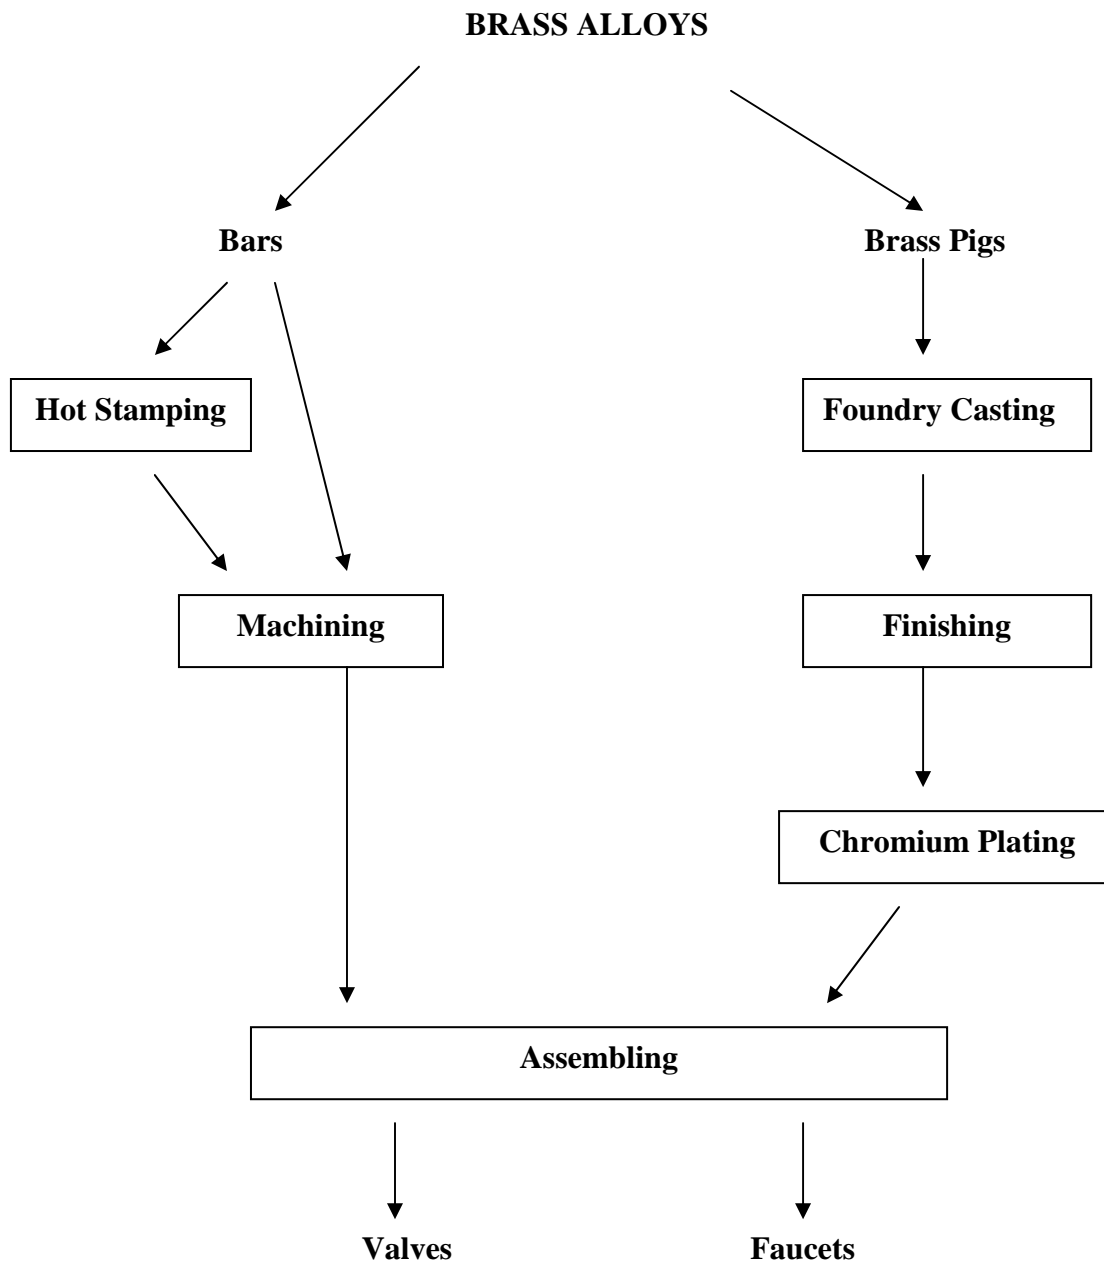 BRASS ALLOYS
Bars
Brass Pigs
Hot Stamping
Foundry Casting
Machining
Finishing
Chromium Plating
Assembling
Valves
Faucets